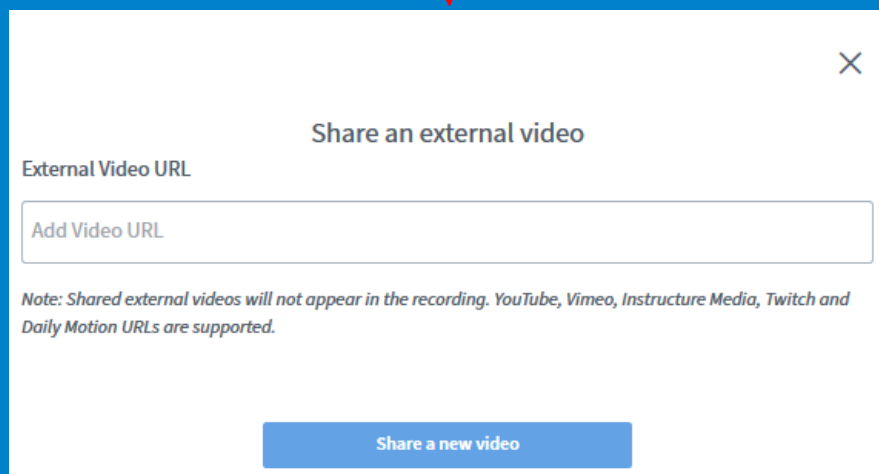 Share an external video
External Video URL
Add Video URL
Note: Shared external videos will not appear in the recording. YouTube, Vimeo, Instructure Media, Twitch and
Daily Motion URLs are supported.
Share a new video